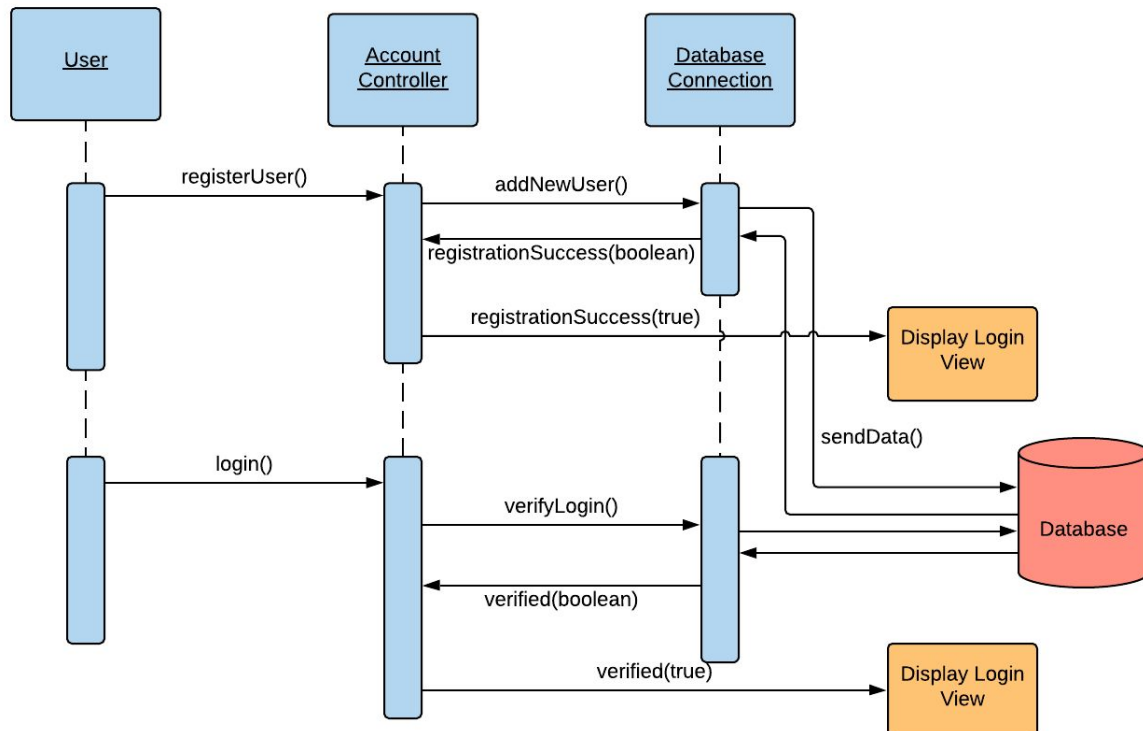 User
Account
Controller
Database
Connection
registerUser()
addNewUser()
registrationSuccess(boolean)
registrationSuccess(true)
Display Login
View
sendData()
login()
verifyLogin()
Database
verified(boolean)
verified(true)
Display Login
View